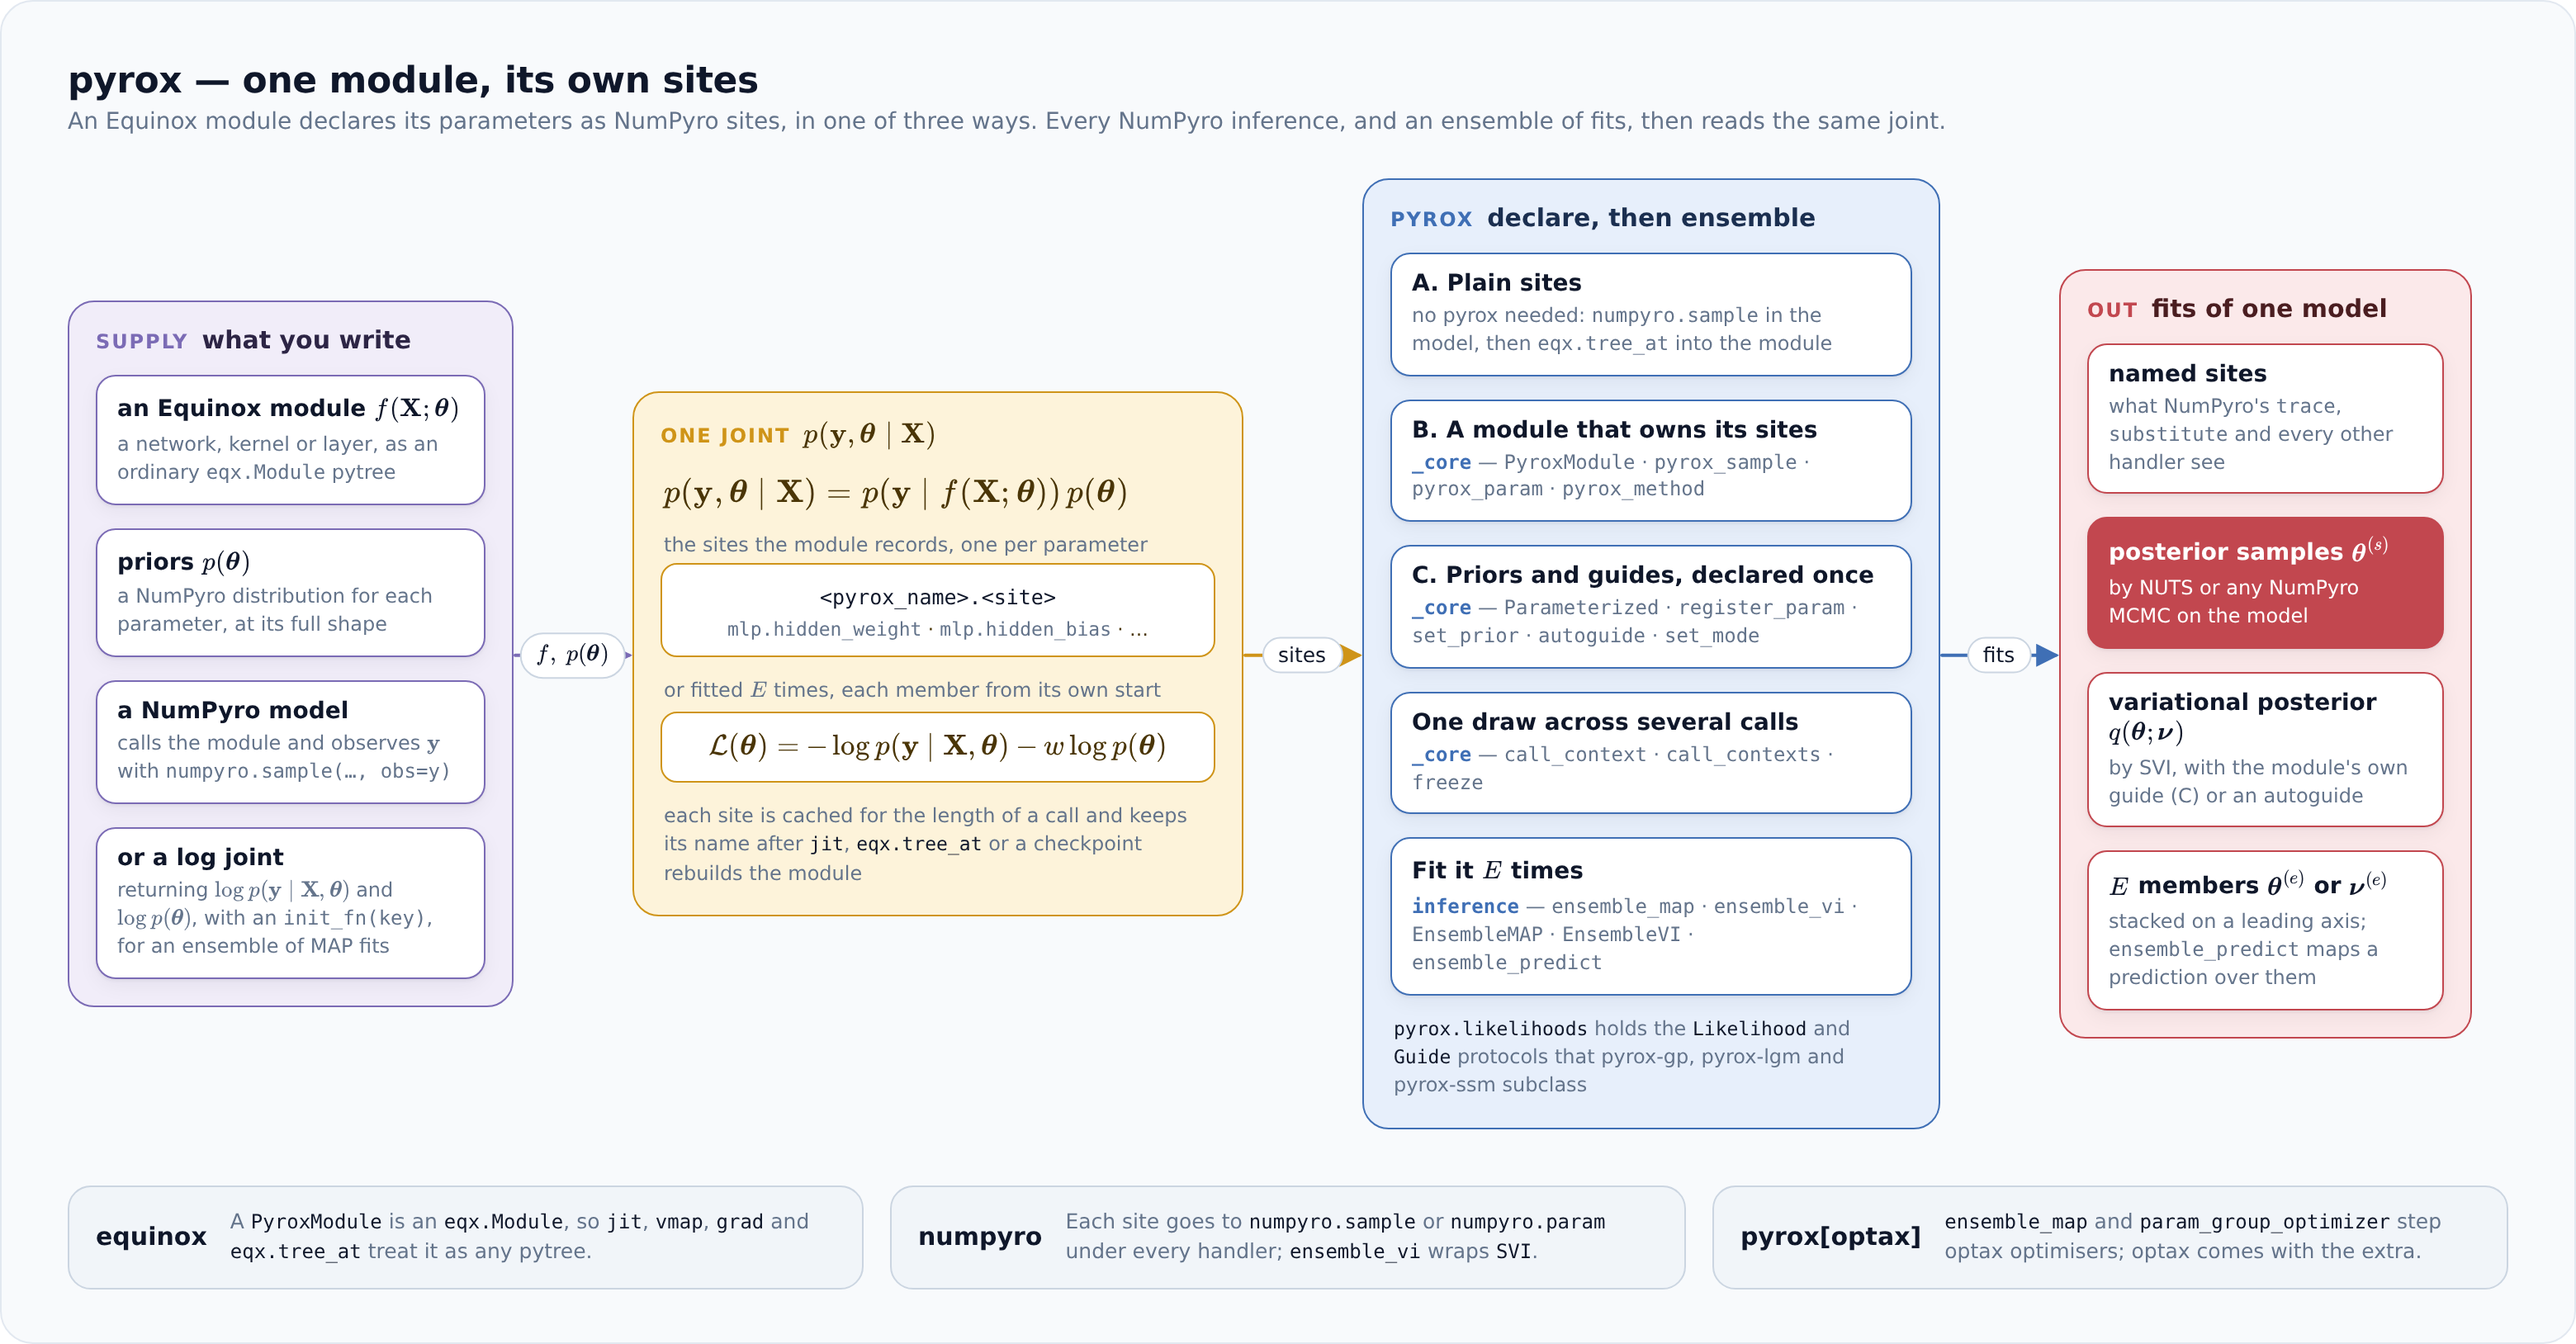 pyrox — one module, its own sites
An Equinox module declares its parameters as NumPyro sites, in one of three ways. Every NumPyro inference, and an ensemble of fits, then reads the same joint.
SUPPLY what you write
an Equinox module f(X; θ)
a network, kernel or layer, as an
ordinary eqx.Module pytree
priors p(θ)
a NumPyro distribution for each
parameter, at its full shape
a NumPyro model
calls the module and observes y
with numpyro.sample(…, obs=y)
or a log joint
returning log p(y | X, θ) and
log p(θ), with an init_fn(key),
for an ensemble of MAP fits
f, p(θ)
ONE JOINT p(y, θ | X)
p(y, θ | X) = p(y | f(X; θ)) p(θ)
the sites the module records, one per parameter
<pyrox_name>.<site>
mlp.hidden_weight · mlp.hidden_bias · …
or fitted E times, each member from its own start
ℒ(θ) = − log p(y | X, θ) − w log p(θ)
each site is cached for the length of a call and keeps
its name after jit, eqx.tree_at or a checkpoint
rebuilds the module
sites
PYROX declare, then ensemble
A. Plain sites
no pyrox needed: numpyro.sample in the
model, then eqx.tree_at into the module
B. A module that owns its sites
_core — PyroxModule · pyrox_sample ·
pyrox_param · pyrox_method
C. Priors and guides, declared once
_core — Parameterized · register_param ·
set_prior · autoguide · set_mode
One draw across several calls
_core — call_context · call_contexts ·
freeze
Fit it E times
inference — ensemble_map · ensemble_vi ·
EnsembleMAP · EnsembleVI ·
ensemble_predict
pyrox.likelihoods holds the Likelihood and
Guide protocols that pyrox-gp, pyrox-lgm and
pyrox-ssm subclass
fits
OUT fits of one model
named sites
what NumPyro's trace,
substitute and every other
handler see
posterior samples θ^(s)
by NUTS or any NumPyro
MCMC on the model
variational posterior
q(θ; ν)
by SVI, with the module's own
guide (C) or an autoguide
E members θ^(e) or ν^(e)
stacked on a leading axis;
ensemble_predict maps a
prediction over them
equinox
A PyroxModule is an eqx.Module, so jit, vmap, grad and
eqx.tree_at treat it as any pytree.
numpyro
Each site goes to numpyro.sample or numpyro.param
under every handler; ensemble_vi wraps SVI.
pyrox[optax]
ensemble_map and param_group_optimizer step
optax optimisers; optax comes with the extra.